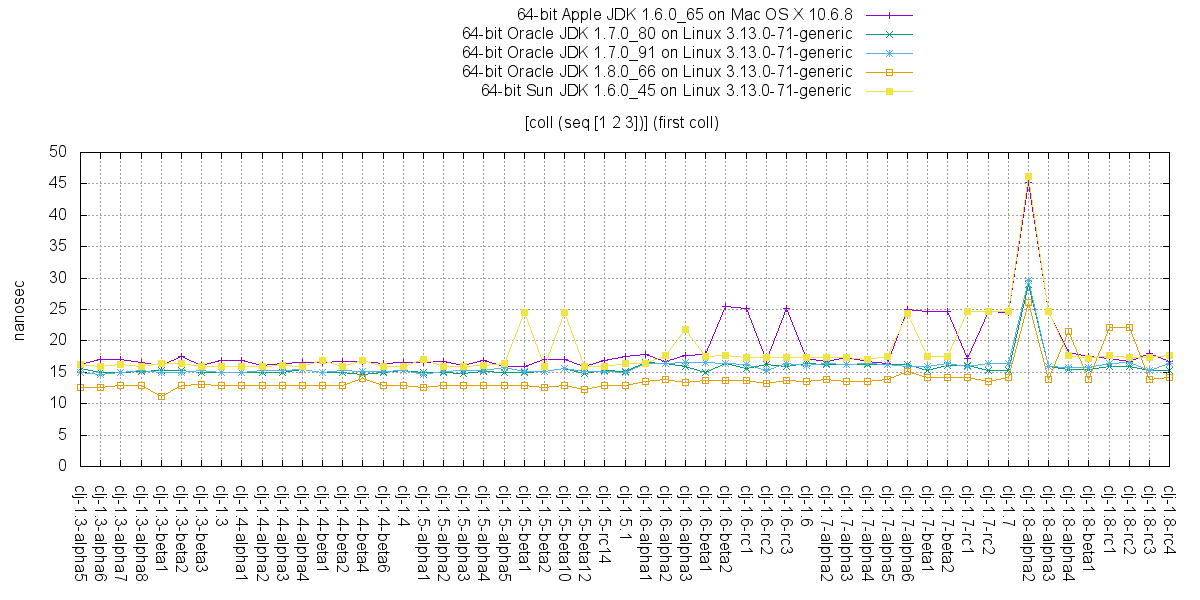 64-bit Apple JDK 1.6.0_65 on Mac OS X 10.6.8
64-bit Oracle JDK 1.7.0_80 on Linux 3.13.0-71-generic
64-bit Oracle JDK 1.7.0_91 on Linux 3.13.0-71-generic
64-bit Oracle JDK 1.8.0_66 on Linux 3.13.0-71-generic
64-bit Sun JDK 1.6.0_45 on Linux 3.13.0-71-generic
[coll (seq [1 2 3])] (first coll)
nanosec
50
45
40
35
30
25
20
15
10
5
0
clj-1.3-alpha5
clj-1.3-alpha6
clj-1.3-alpha7
clj-1.3-alpha8
clj-1.3-beta1
clj-1.3-beta2
clj-1.3-beta3
clj-1.3
clj-1.4-alpha1
clj-1.4-alpha2
clj-1.4-alpha3
clj-1.4-alpha4
clj-1.4-beta1
clj-1.4-beta2
clj-1.4-beta4
clj-1.4-beta6
clj-1.4
clj-1.5-alpha1
clj-1.5-alpha2
clj-1.5-alpha3
clj-1.5-alpha4
clj-1.5-alpha5
clj-1.5-beta1
clj-1.5-beta2
clj-1.5-beta10
clj-1.5-beta12
clj-1.5-rc14
clj-1.5.1
clj-1.6-alpha1
clj-1.6-alpha2
clj-1.6-alpha3
clj-1.6-beta1
clj-1.6-beta2
clj-1.6-rc1
clj-1.6-rc2
clj-1.6-rc3
clj-1.6
clj-1.7-alpha2
clj-1.7-alpha3
clj-1.7-alpha4
clj-1.7-alpha5
clj-1.7-alpha6
clj-1.7-beta1
clj-1.7-beta2
clj-1.7-rc1
clj-1.7-rc2
clj-1.7
clj-1.8-alpha2
clj-1.8-alpha3
clj-1.8-alpha4
clj-1.8-beta1
clj-1.8-rc1
clj-1.8-rc2
clj-1.8-rc3
clj-1.8-rc4